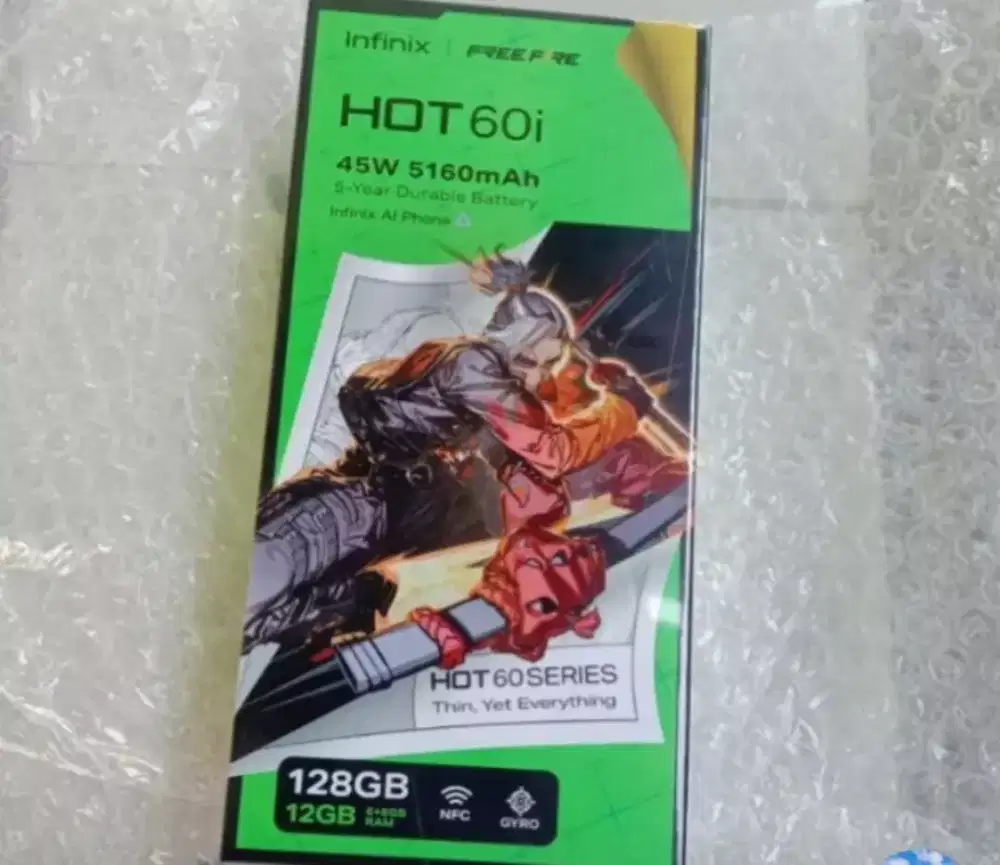 Infinix | FREE FIRE
HOT 60i
45W 5160mAh
5-Year Durable Battery
Infinix AI Phone
HOT 60 SERIES
Thin, Yet Everything
128GB
12GB
RAM
NFC
GYRO